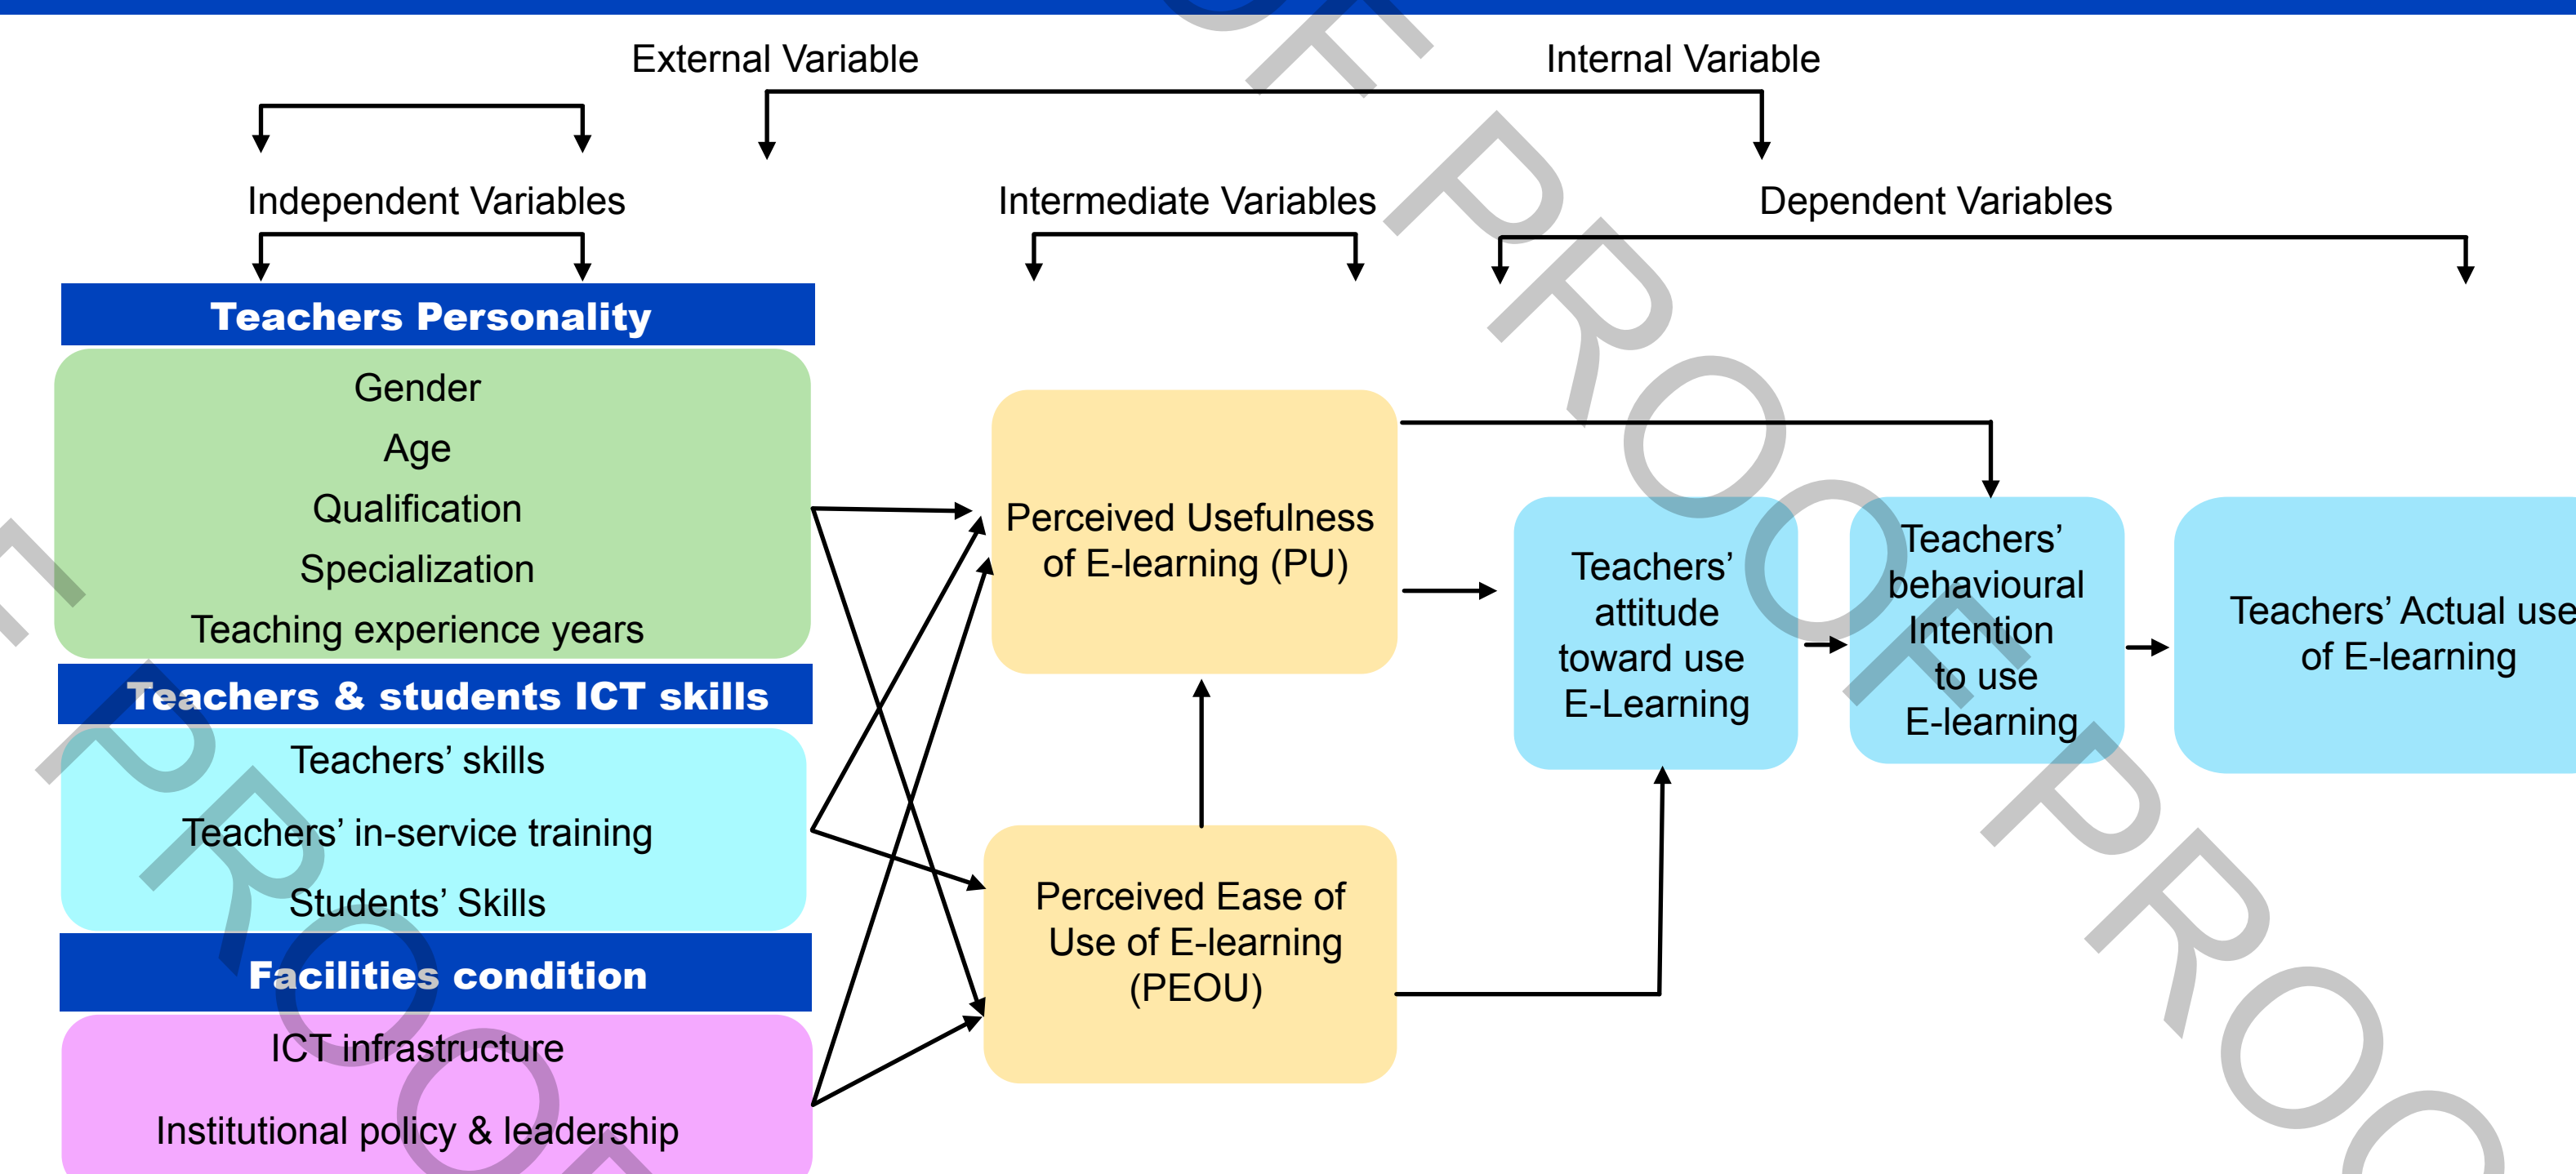 External Variable
Internal Variable
Independent Variables
Intermediate Variables
Dependent Variables
Teachers Personality
Gender
Age
Qualification
Specialization
Teaching experience years
Teachers & students ICT skills
Teachers’ skills
Teachers’ in-service training
Students’ Skills
Facilities condition
ICT infrastructure
Institutional policy & leadership
Perceived Usefulness
of E-learning (PU)
Perceived Ease of
Use of E-learning
(PEOU)
Teachers’
attitude
toward use
E-Learning
Teachers’
behavioural
Intention
to use
E-learning
Teachers’ Actual use
of E-learning
PROOF PROOF
PROOF